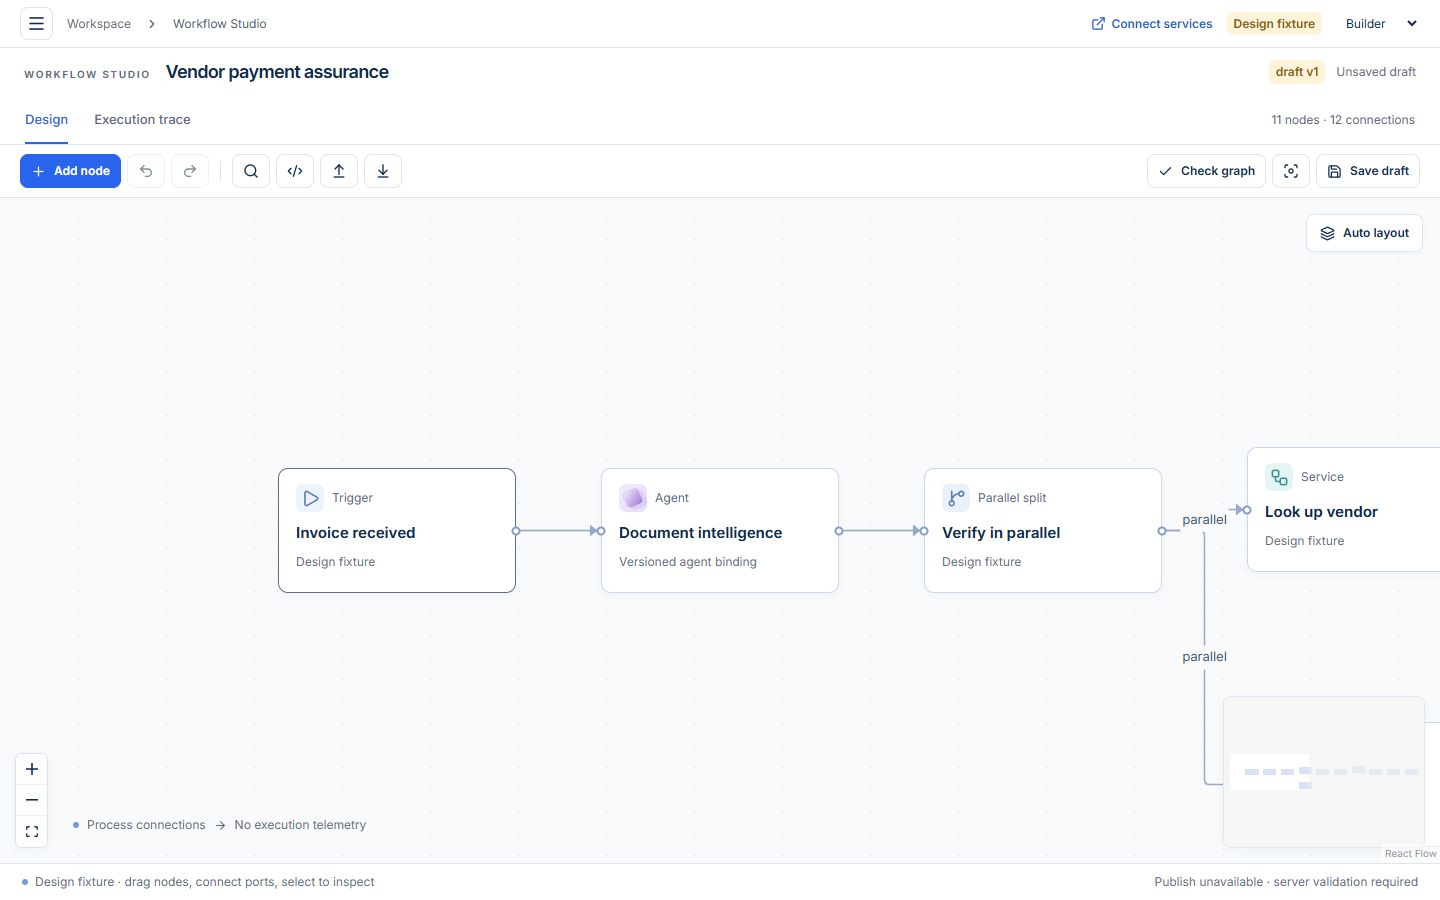 Workspace > Workflow Studio
Connect services
Design fixture
Builder
WORKFLOW STUDIO
Vendor payment assurance
draft v1
Unsaved draft
Design
Execution trace
11 nodes · 12 connections
Add node
Check graph
Save draft
Auto layout
Trigger
Invoice received
Design fixture
Agent
Document intelligence
Versioned agent binding
Parallel split
Verify in parallel
Design fixture
parallel
Service
Look up vendor
Design fixture
parallel
Process connections → No execution telemetry
React Flow
Design fixture · drag nodes, connect ports, select to inspect
Publish unavailable · server validation required